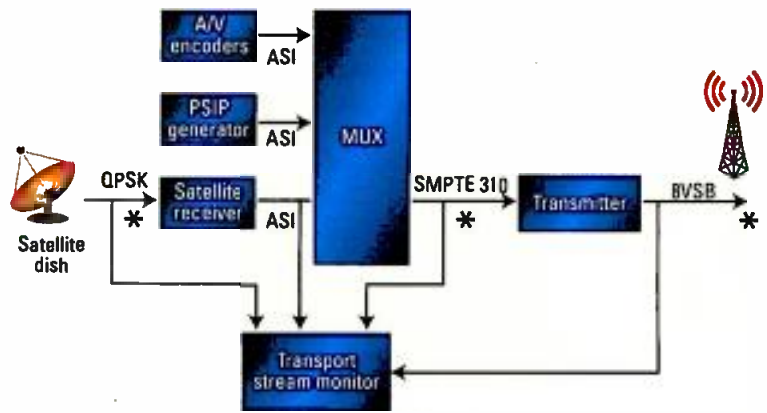 A/V
encoders
ASI
PSIP
generator
ASI
MUX
QPSK
*
Satellite
receiver
ASI
SMPTE 310
*
Transmitter
8VSB
*
Satellite
dish
Transport
stream monitor